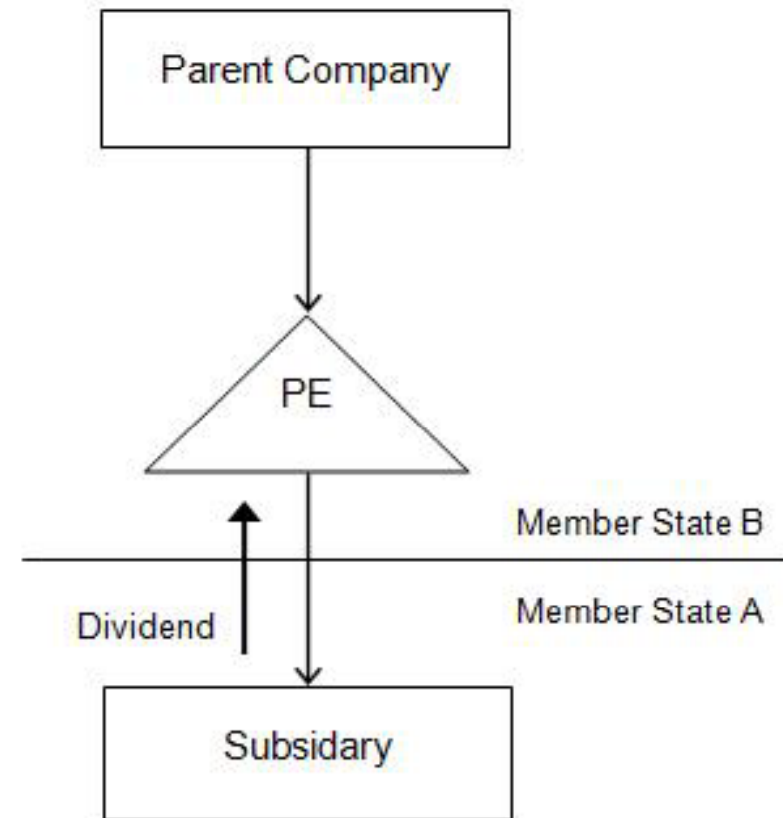 Parent Company
PE
Member State B
Member State A
Dividend
Subsidary